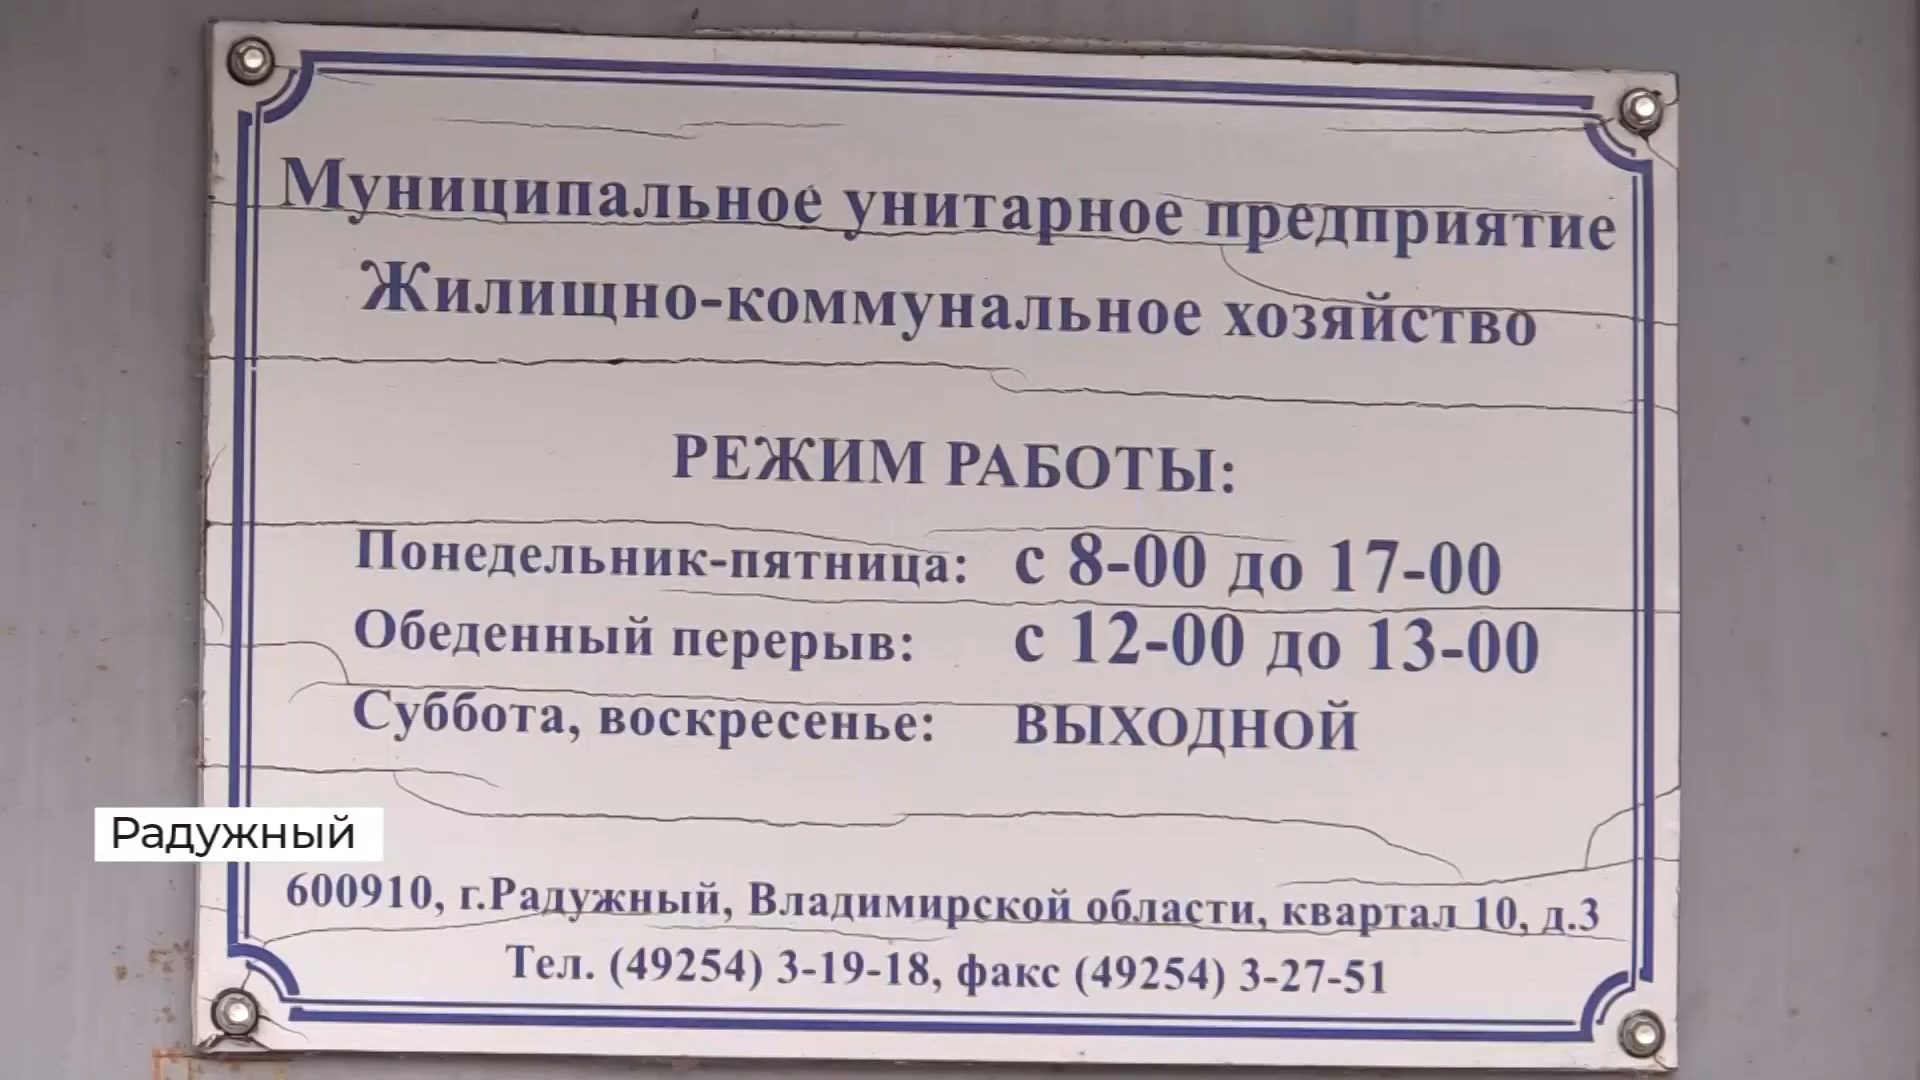 Муниципальное унитарное предприятие
Жилищно-коммунальное хозяйство
РЕЖИМ РАБОТЫ:
Понедельник-пятница: с 8-00 до 17-00
Обеденный перерыв: с 12-00 до 13-00
Суббота, воскресенье: ВЫХОДНОЙ
Радужный
600910, г.Радужный, Владимирской области, квартал 10, д.3
Тел. (49254) 3-19-18, факс (49254) 3-27-51